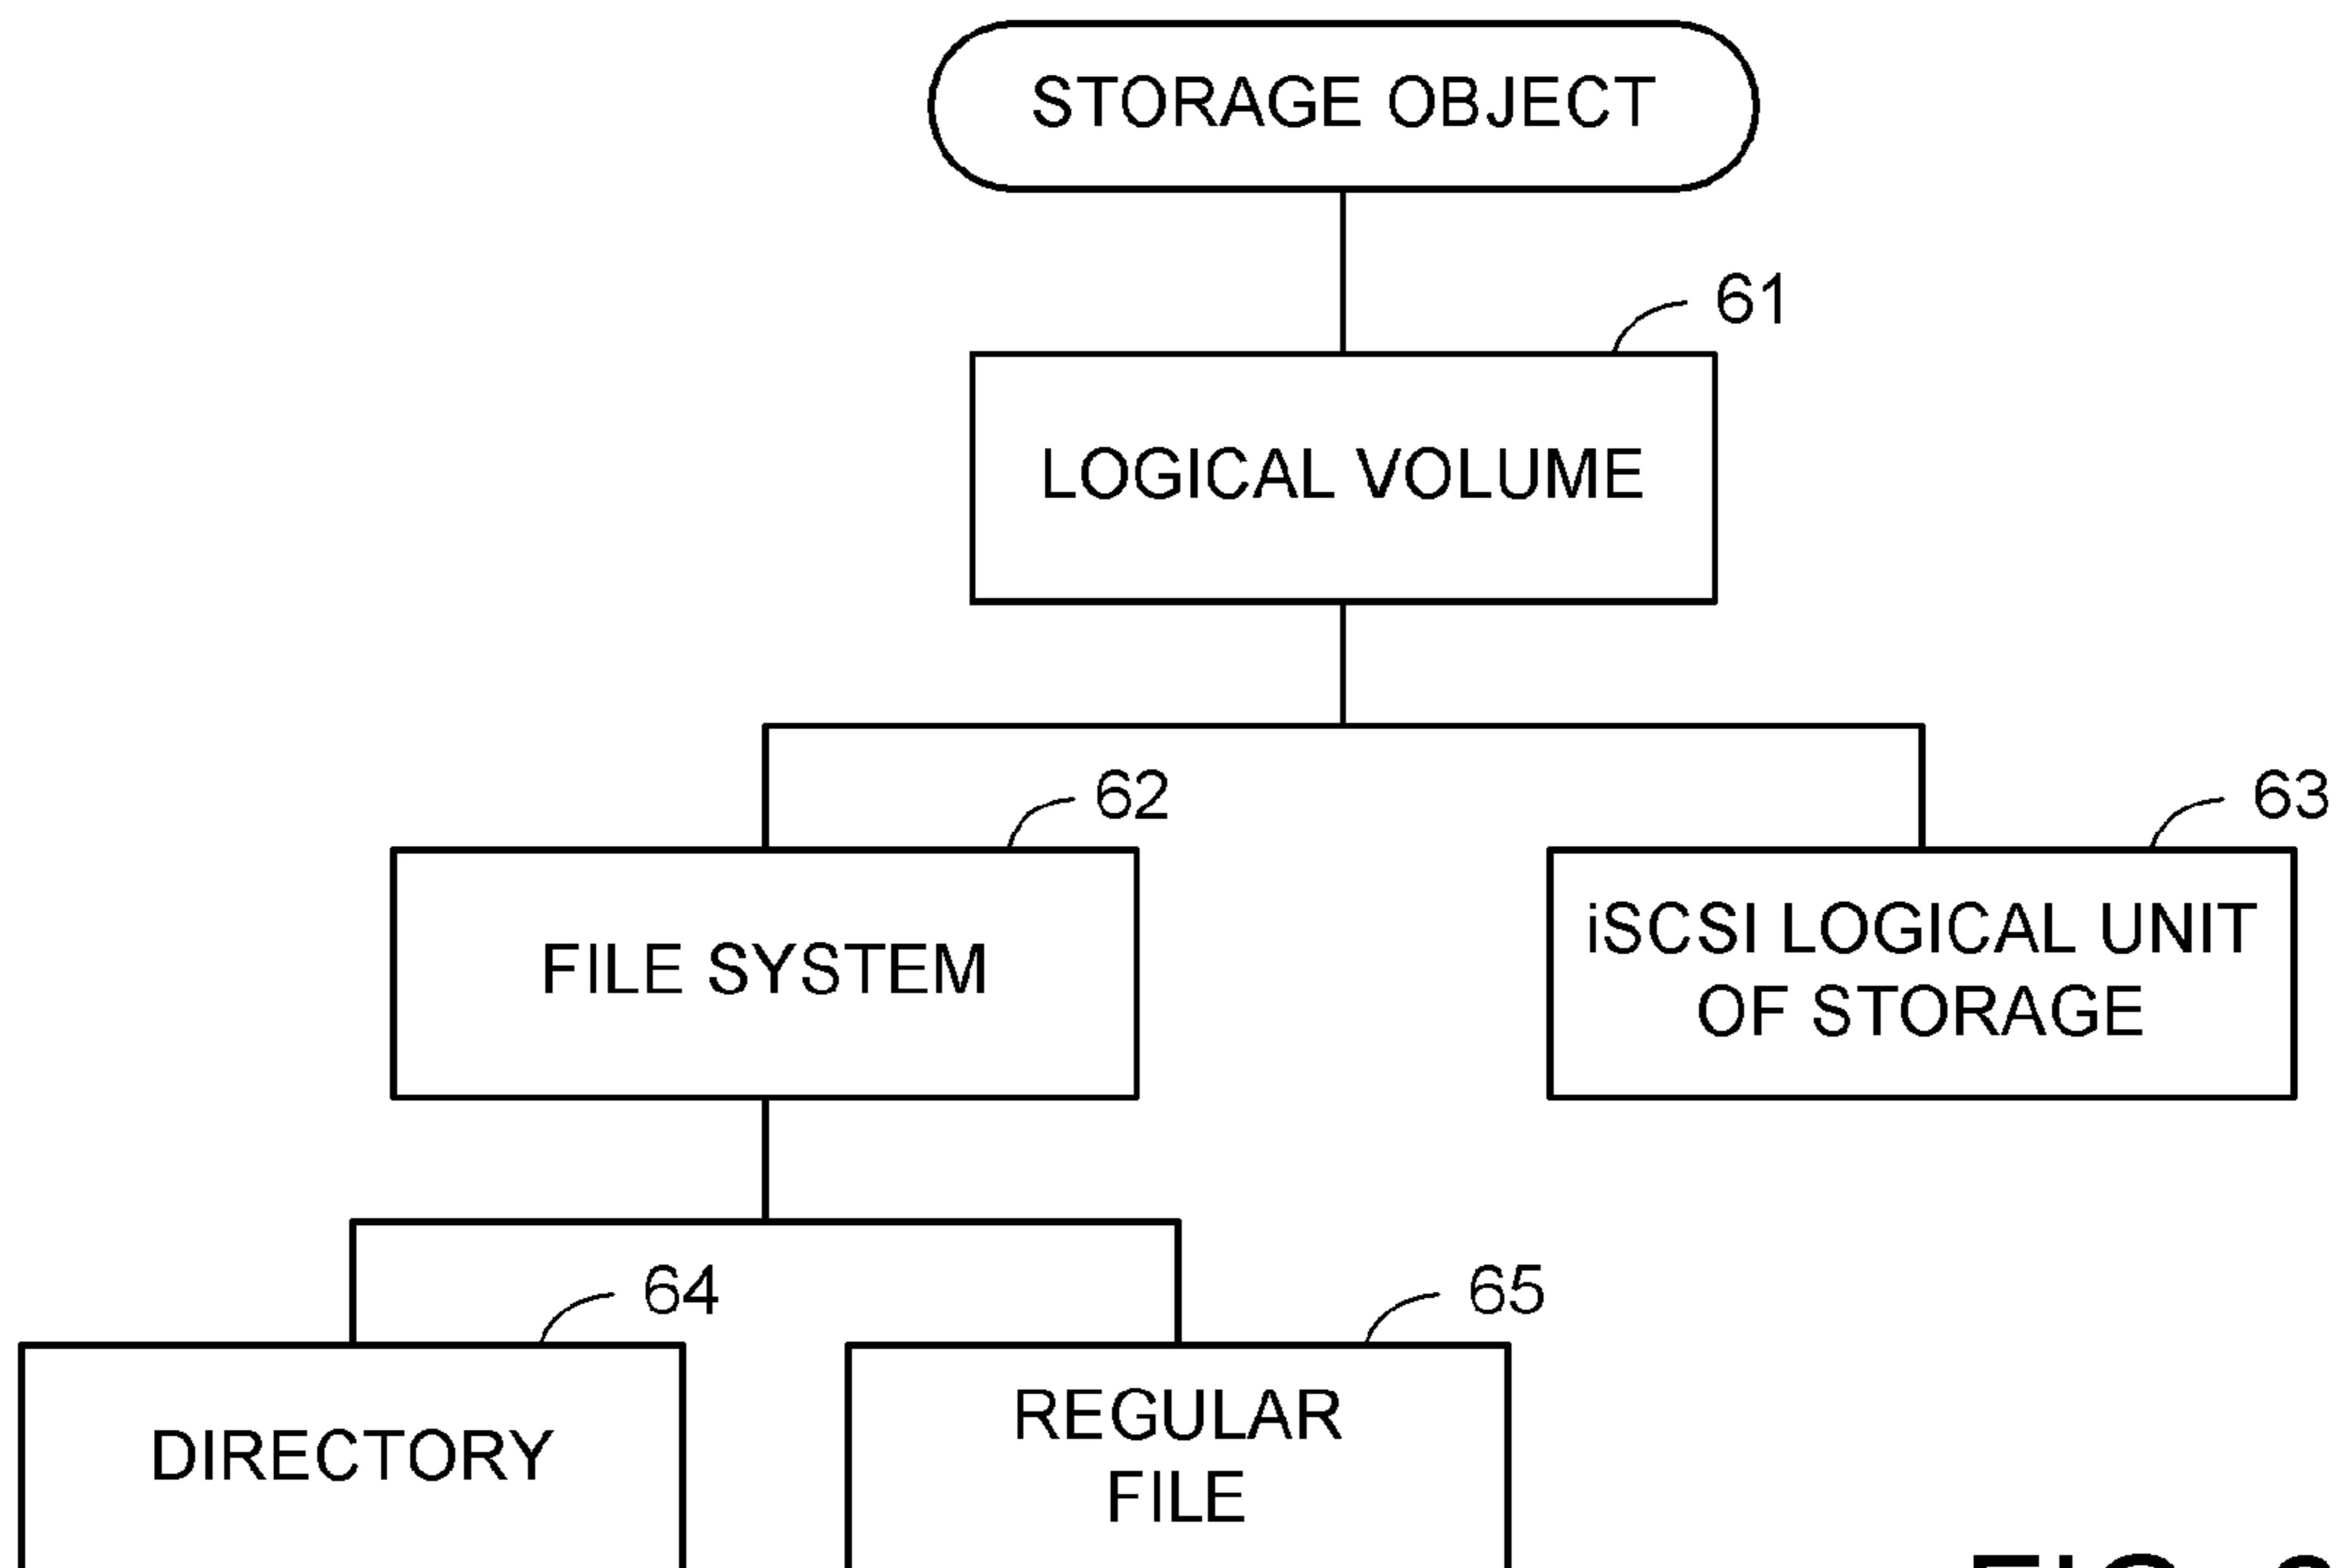 STORAGE OBJECT
61
LOGICAL VOLUME
62
63
FILE SYSTEM
iSCSI LOGICAL UNIT
OF STORAGE
64
65
DIRECTORY
REGULAR
FILE